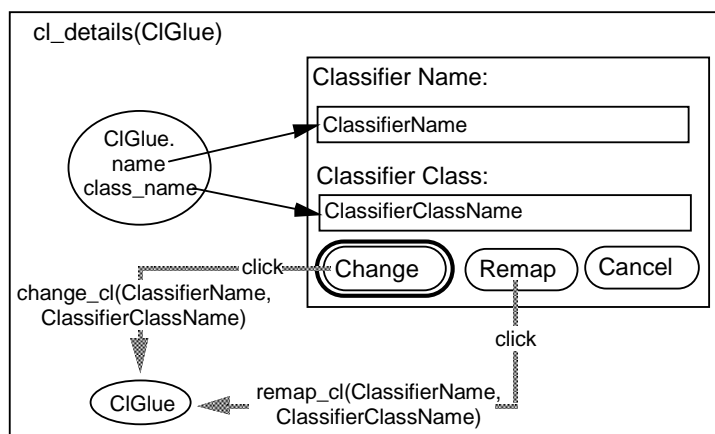 cl_details(ClGlue)
Classifier Name:
ClassifierName
ClGlue.
name
class_name
Classifier Class:
ClassifierClassName
click
Change
Remap
Cancel
change_cl(ClassifierName,
ClassifierClassName)
click
ClGlue
remap_cl(ClassifierName,
ClassifierClassName)